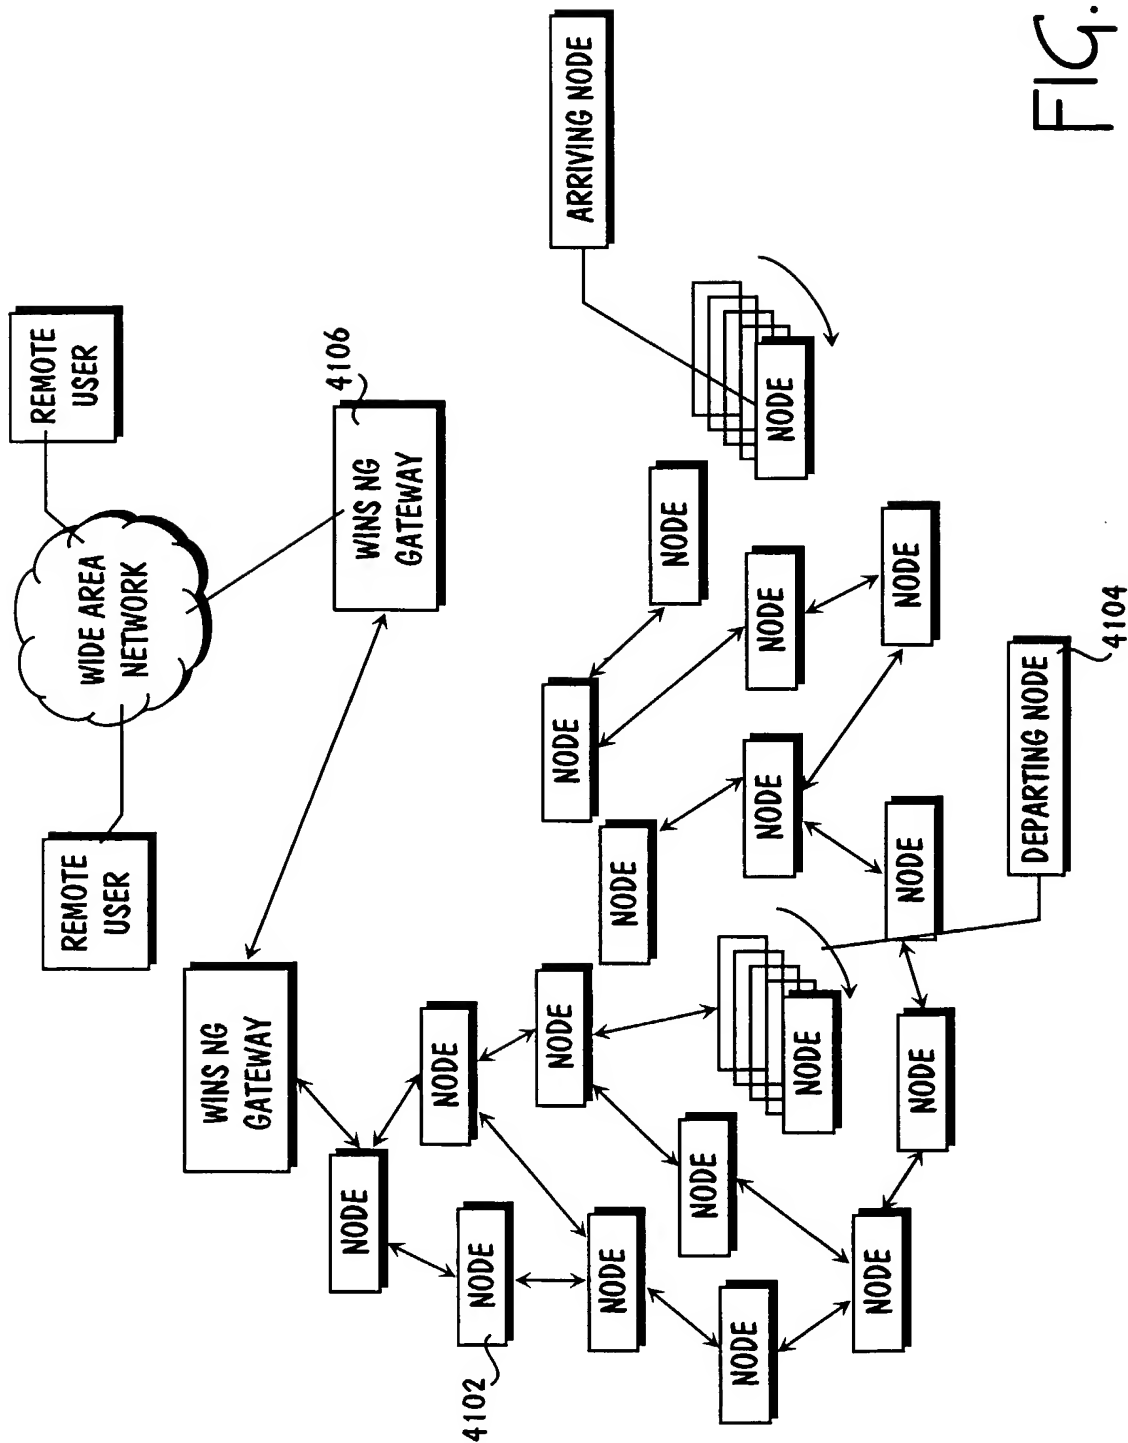 REMOTE
USER
WIDE AREA
NETWORK
REMOTE
USER
WINS NG
GATEWAY
4106
WINS NG
GATEWAY
NODE
NODE
4102
NODE
NODE
NODE
ARRIVING NODE
NODE
NODE
NODE
NODE
NODE
NODE
NODE
NODE
NODE
NODE
NODE
NODE
NODE
DEPARTING NODE
4104
FIG.